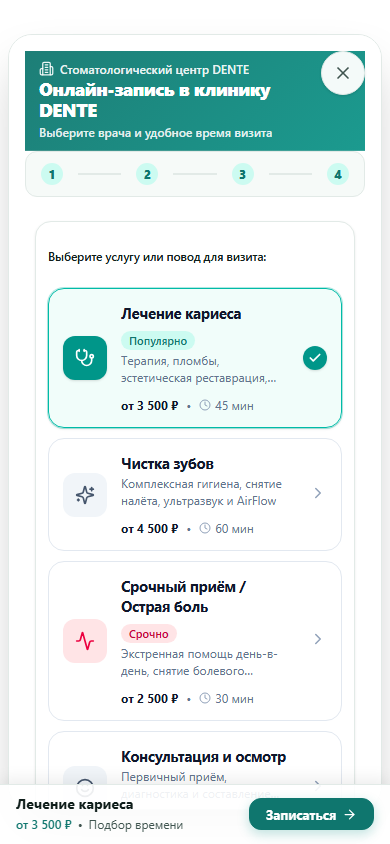 Стоматологический центр DENTE
Онлайн-запись в клинику
DENTE
Выберите врача и удобное время визита
1 2 3 4
Выберите услугу или повод для визита:
Лечение кариеса
Популярно
Терапия, пломбы,
эстетическая реставрация,...
от 3 500 ₽ • 45 мин
Чистка зубов
Комплексная гигиена, снятие
налёта, ультразвук и AirFlow
от 4 500 ₽ • 60 мин
Срочный приём /
Острая боль
Срочно
Экстренная помощь день-в-
день, снятие болевого...
от 2 500 ₽ • 30 мин
Консультация и осмотр
Первичный приём,
диагностика и составление
Лечение кариеса
от 3 500 ₽ • Подбор времени
Записаться